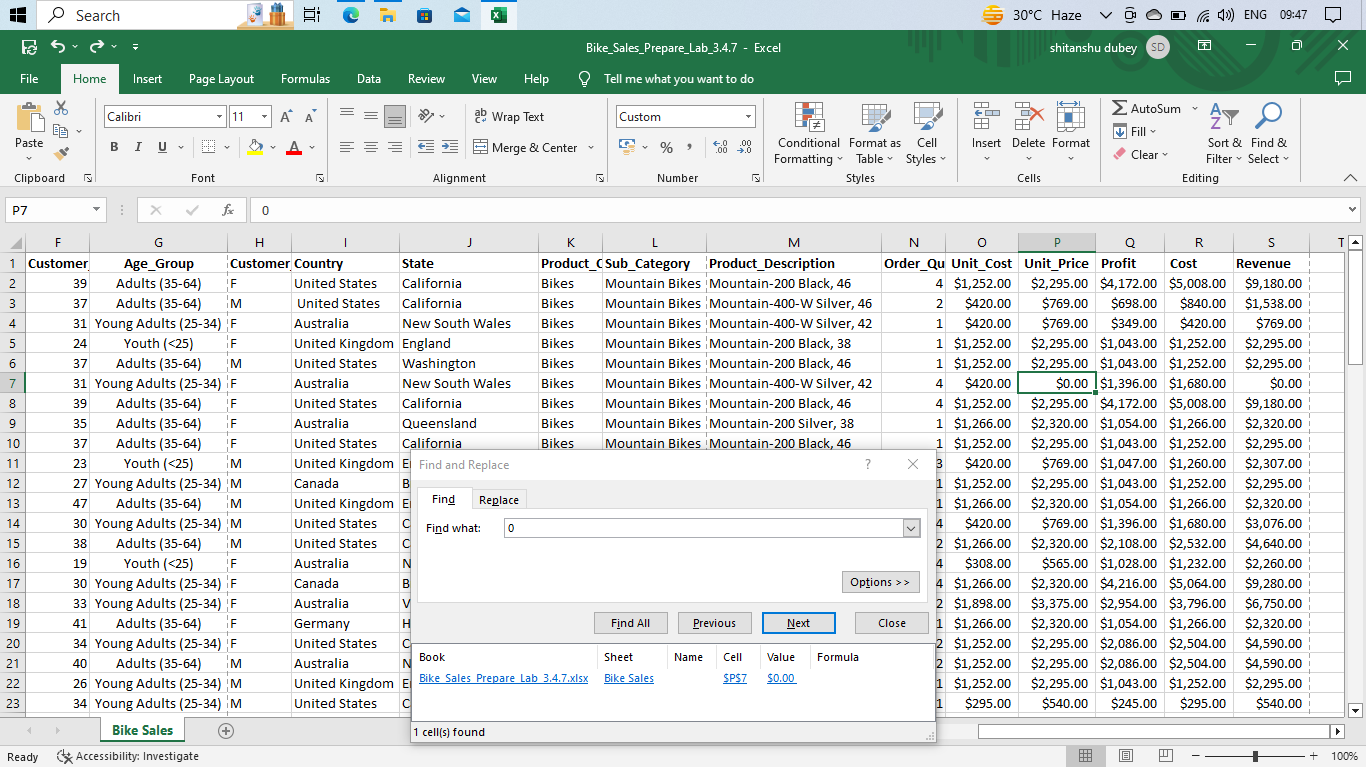 Search
30°C Haze
ENG 09:47
Bike_Sales_Prepare_Lab_3.4.7 - Excel
shitanshu dubey SD
File Home Insert Page Layout Formulas Data Review View Help Tell me what you want to do
Paste
Calibri 11
B I U A
Wrap Text
Merge & Center
Custom
% ,
Conditional Formatting
Format as Table
Cell Styles
Insert Delete Format
AutoSum
Fill
Clear
Sort & Filter
Find & Select
Clipboard Font Alignment Number Styles Cells Editing
P7 fx 0
F G H I J K L M N O P Q R S T
1 Customer_ Age_Group Customer_ Country State Product_C Sub_Category Product_Description Order_Qu Unit_Cost Unit_Price Profit Cost Revenue
2 39 Adults (35-64) F United States California Bikes Mountain Bikes Mountain-200 Black, 46 4 $1,252.00 $2,295.00 $4,172.00 $5,008.00 $9,180.00
3 37 Adults (35-64) M United States California Bikes Mountain Bikes Mountain-400-W Silver, 46 2 $420.00 $769.00 $698.00 $840.00 $1,538.00
4 31 Young Adults (25-34) F Australia New South Wales Bikes Mountain Bikes Mountain-400-W Silver, 42 1 $420.00 $769.00 $349.00 $420.00 $769.00
5 24 Youth (<25) F United Kingdom England Bikes Mountain Bikes Mountain-200 Black, 38 1 $1,252.00 $2,295.00 $1,043.00 $1,252.00 $2,295.00
6 37 Adults (35-64) M United States Washington Bikes Mountain Bikes Mountain-200 Black, 46 1 $1,252.00 $2,295.00 $1,043.00 $1,252.00 $2,295.00
7 31 Young Adults (25-34) F Australia New South Wales Bikes Mountain Bikes Mountain-400-W Silver, 42 4 $420.00 $0.00 $1,396.00 $1,680.00 $0.00
8 39 Adults (35-64) F United States California Bikes Mountain Bikes Mountain-200 Black, 46 4 $1,252.00 $2,295.00 $4,172.00 $5,008.00 $9,180.00
9 35 Adults (35-64) F Australia Queensland Bikes Mountain Bikes Mountain-200 Silver, 38 1 $1,266.00 $2,320.00 $1,054.00 $1,266.00 $2,320.00
10 37 Adults (35-64) F United States California Bikes Mountain Bikes Mountain-200 Black, 46 1 $1,252.00 $2,295.00 $1,043.00 $1,252.00 $2,295.00
11 23 Youth (<25) M United Kingdom E 3 $420.00 $769.00 $1,047.00 $1,260.00 $2,307.00
12 27 Young Adults (25-34) M Canada B 1 $1,252.00 $2,295.00 $1,043.00 $1,252.00 $2,295.00
13 47 Adults (35-64) M United Kingdom E 1 $1,266.00 $2,320.00 $1,054.00 $1,266.00 $2,320.00
14 30 Young Adults (25-34) M United States C 4 $420.00 $769.00 $1,396.00 $1,680.00 $3,076.00
15 38 Adults (35-64) M United States C 2 $1,266.00 $2,320.00 $2,108.00 $2,532.00 $4,640.00
16 19 Youth (<25) F Australia N 4 $308.00 $565.00 $1,028.00 $1,232.00 $2,260.00
17 30 Young Adults (25-34) F Canada B 4 $1,266.00 $2,320.00 $4,216.00 $5,064.00 $9,280.00
18 33 Young Adults (25-34) F Australia V 2 $1,898.00 $3,375.00 $2,954.00 $3,796.00 $6,750.00
19 41 Adults (35-64) F Germany H 1 $1,266.00 $2,320.00 $1,054.00 $1,266.00 $2,320.00
20 34 Young Adults (25-34) F United States C 2 $1,252.00 $2,295.00 $2,086.00 $2,504.00 $4,590.00
21 40 Adults (35-64) M Australia N 2 $1,252.00 $2,295.00 $2,086.00 $2,504.00 $4,590.00
22 26 Young Adults (25-34) M United Kingdom E 1 $1,252.00 $2,295.00 $1,043.00 $1,252.00 $2,295.00
23 34 Young Adults (25-34) M United States C 1 $295.00 $540.00 $245.00 $295.00 $540.00
Find and Replace ?
Find Replace
Find what: 0
Options >>
Find All Previous Next Close
Book Sheet Name Cell Value Formula
Bike_Sales_Prepare_Lab_3.4.7.xlsx Bike Sales $P$7 $0.00
1 cell(s) found
Bike Sales
Ready Accessibility: Investigate 100%